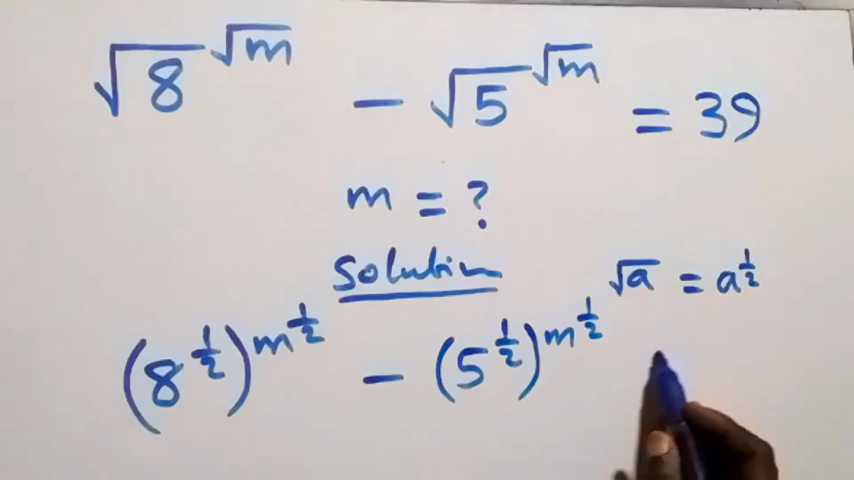 √8^√m - √5^√m = 39
m = ?
Solution
√a = a^½
(8^½)^m^½ - (5^½)^m^½